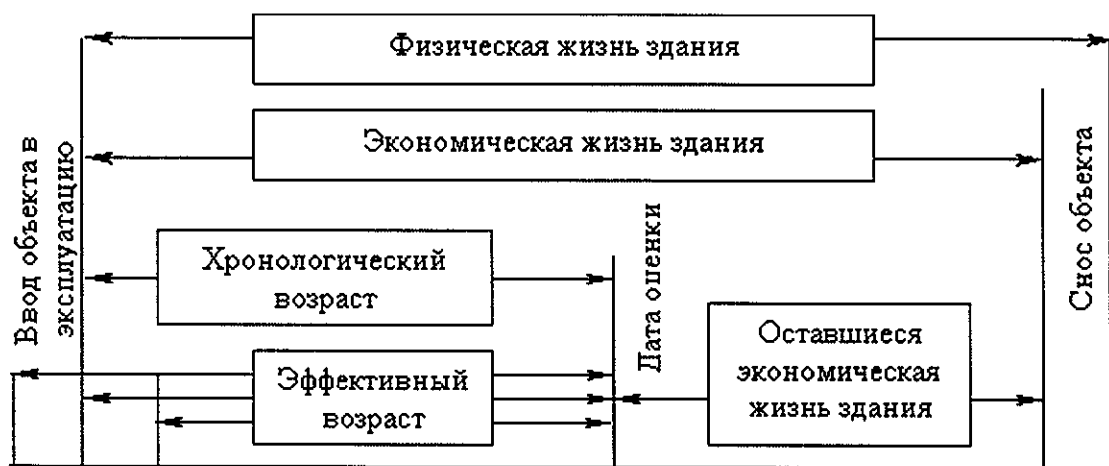 Физическая жизнь здания
Экономическая жизнь здания
Ввод объекта в
эксплуатацию
Хронологический
возраст
Эффективный
возраст
Дата оценки
Оставшиеся
экономическая
жизнь здания
Снос объекта